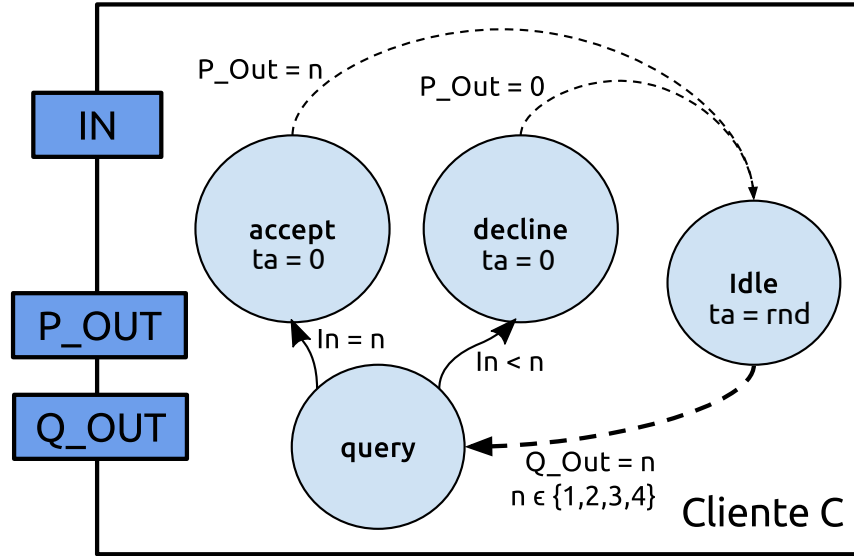 P_Out = n
P_Out = 0
IN
accept
ta = 0
decline
ta = 0
Idle
ta = rnd
P_OUT
In = n
In < n
Q_OUT
query
Q_Out = n
n ϵ {1,2,3,4}
Cliente C